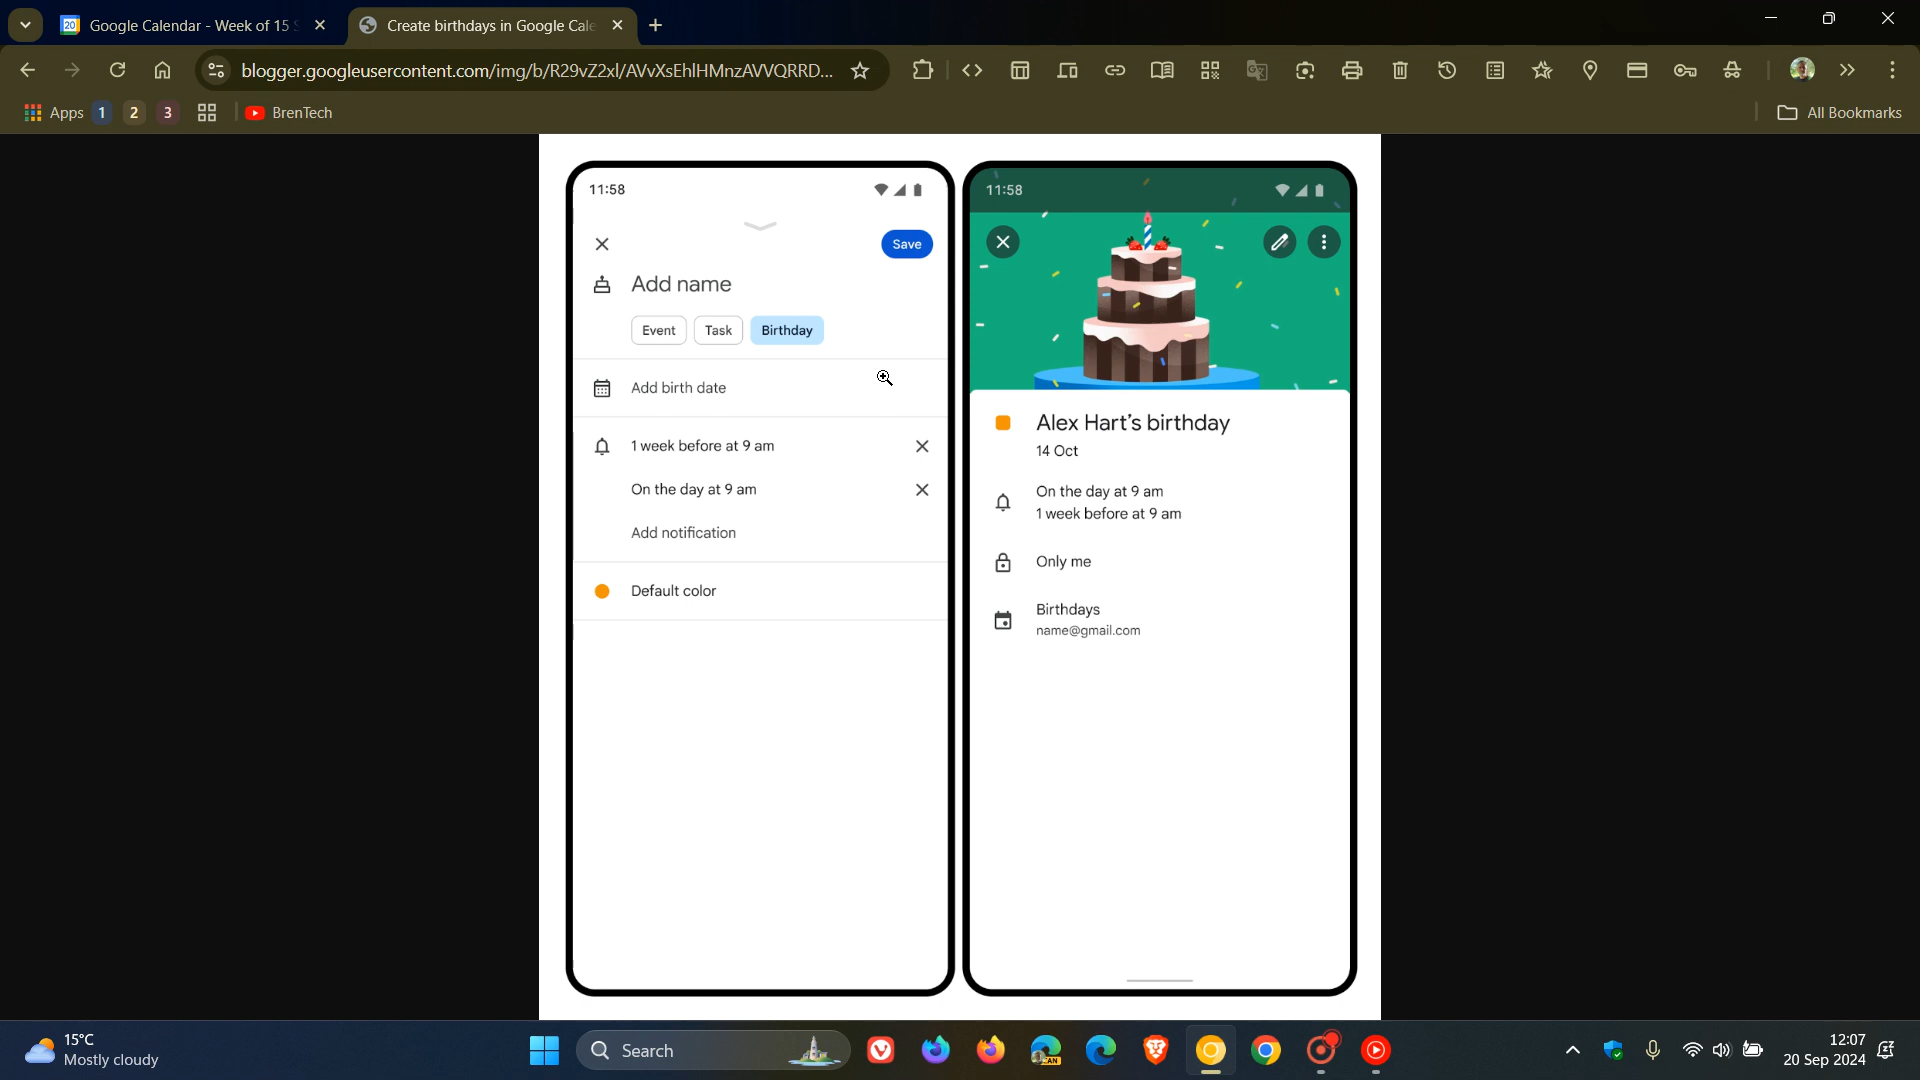 Google Calendar - Week of 15 S
Create birthdays in Google Cale
blogger.googleusercontent.com/img/b/R29vZ2xl/AVvXsEhlHMnzAVVQRRD...
Apps
1
2
3
BrenTech
All Bookmarks
11:58
Save
Add name
Event
Task
Birthday
Add birth date
1 week before at 9 am
On the day at 9 am
Add notification
Default color
11:58
Alex Hart's birthday
14 Oct
On the day at 9 am
1 week before at 9 am
Only me
Birthdays
name@gmail.com
15°C
Mostly cloudy
Search
CAN
12:07
20 Sep 2024